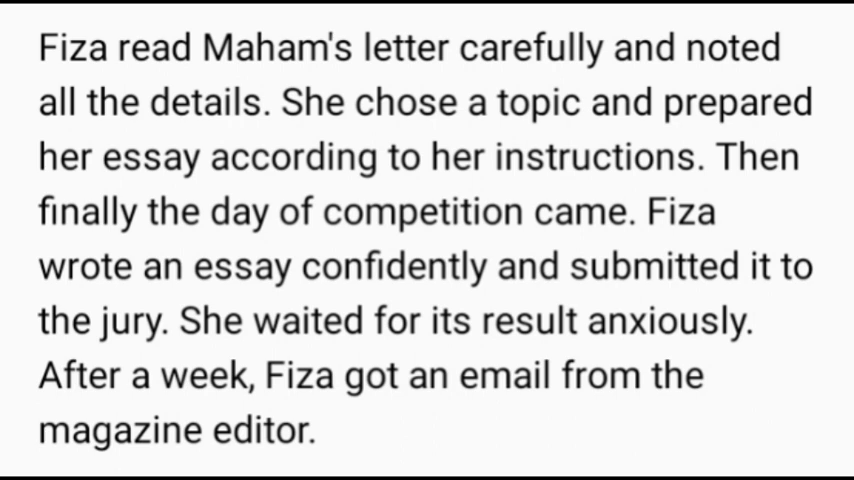 Fiza read Maham's letter carefully and noted
all the details. She chose a topic and prepared
her essay according to her instructions. Then
finally the day of competition came. Fiza
wrote an essay confidently and submitted it to
the jury. She waited for its result anxiously.
After a week, Fiza got an email from the
magazine editor.